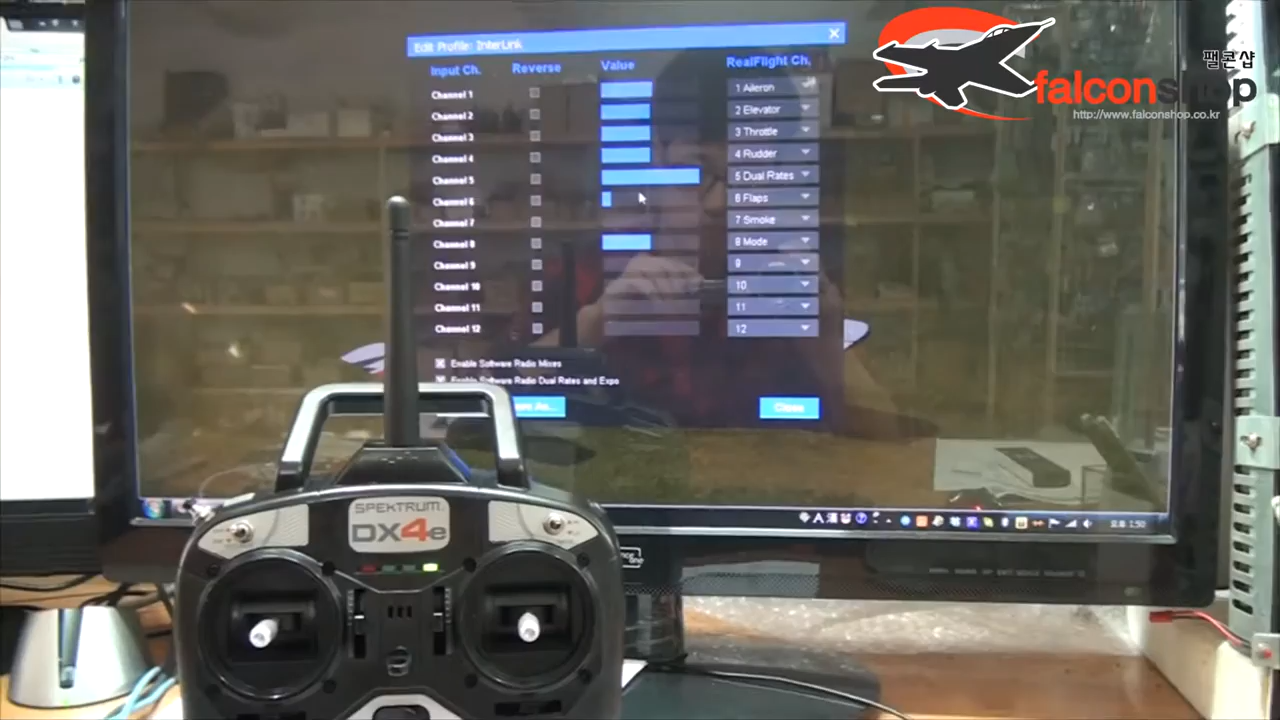 Edit Profile: InterLink
Input Ch. Reverse Value RealFlight Ch.
Channel 1 1 Aileron
Channel 2 2 Elevator
Channel 3 3 Throttle
Channel 4 4 Rudder
Channel 5 5 Dual Rates
Channel 6 6 Flaps
Channel 7 7 Smoke
Channel 8 8 Mode
Channel 9 9
Channel 10 10
Channel 11 11
Channel 12 12
Enable Software Radio Mixes
Enable Software Radio Dual Rates and Expo
Close
팰콘샵
falconshop
http://www.falconshop.co.kr
1:50
SPEKTRUM
DX4e